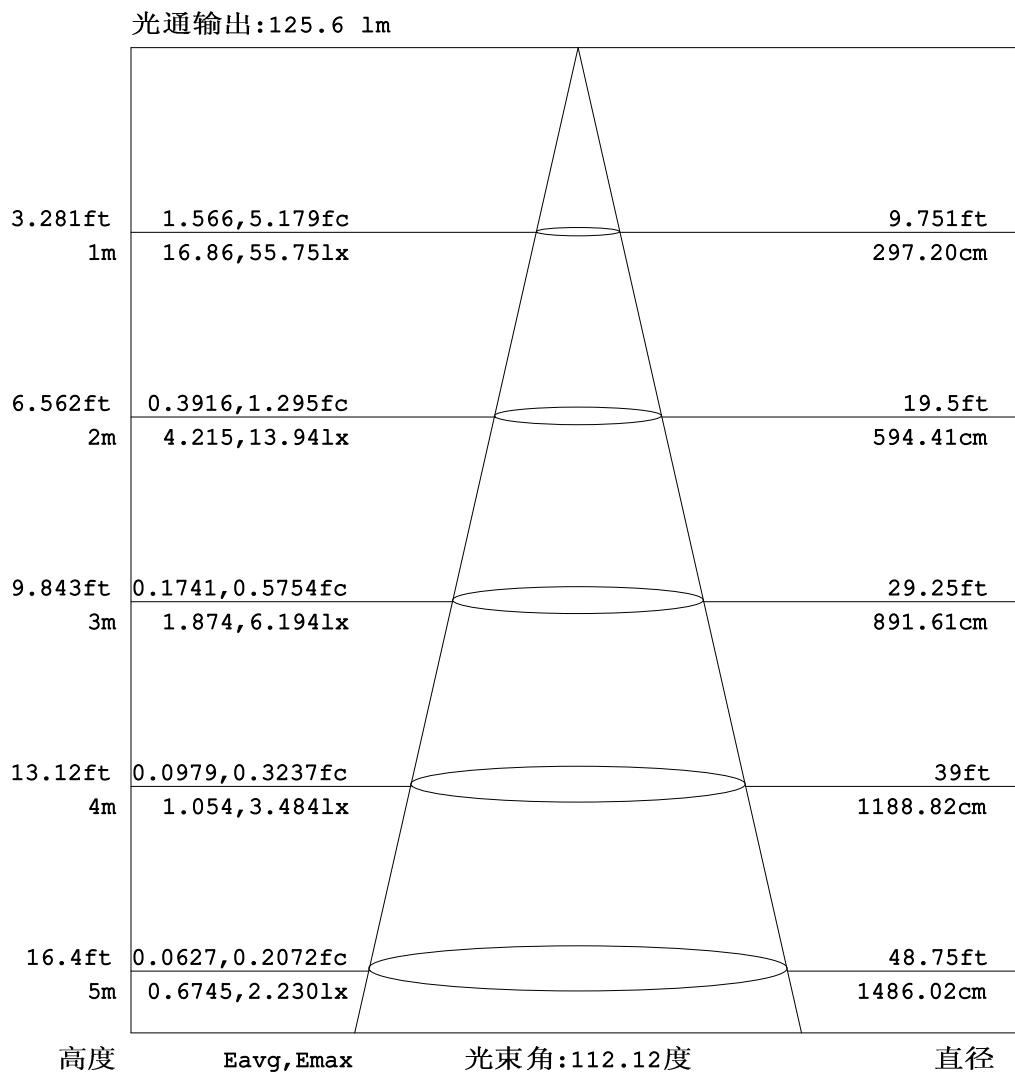 光通输出:125.6 lm
3.281ft 1.566,5.179fc 9.751ft
1m 16.86,55.75lx 297.20cm
6.562ft 0.3916,1.295fc 19.5ft
2m 4.215,13.94lx 594.41cm
9.843ft 0.1741,0.5754fc 29.25ft
3m 1.874,6.194lx 891.61cm
13.12ft 0.0979,0.3237fc 39ft
4m 1.054,3.484lx 1188.82cm
16.4ft 0.0627,0.2072fc 48.75ft
5m 0.6745,2.230lx 1486.02cm
高度 Eavg,Emax 光束角:112.12度 直径